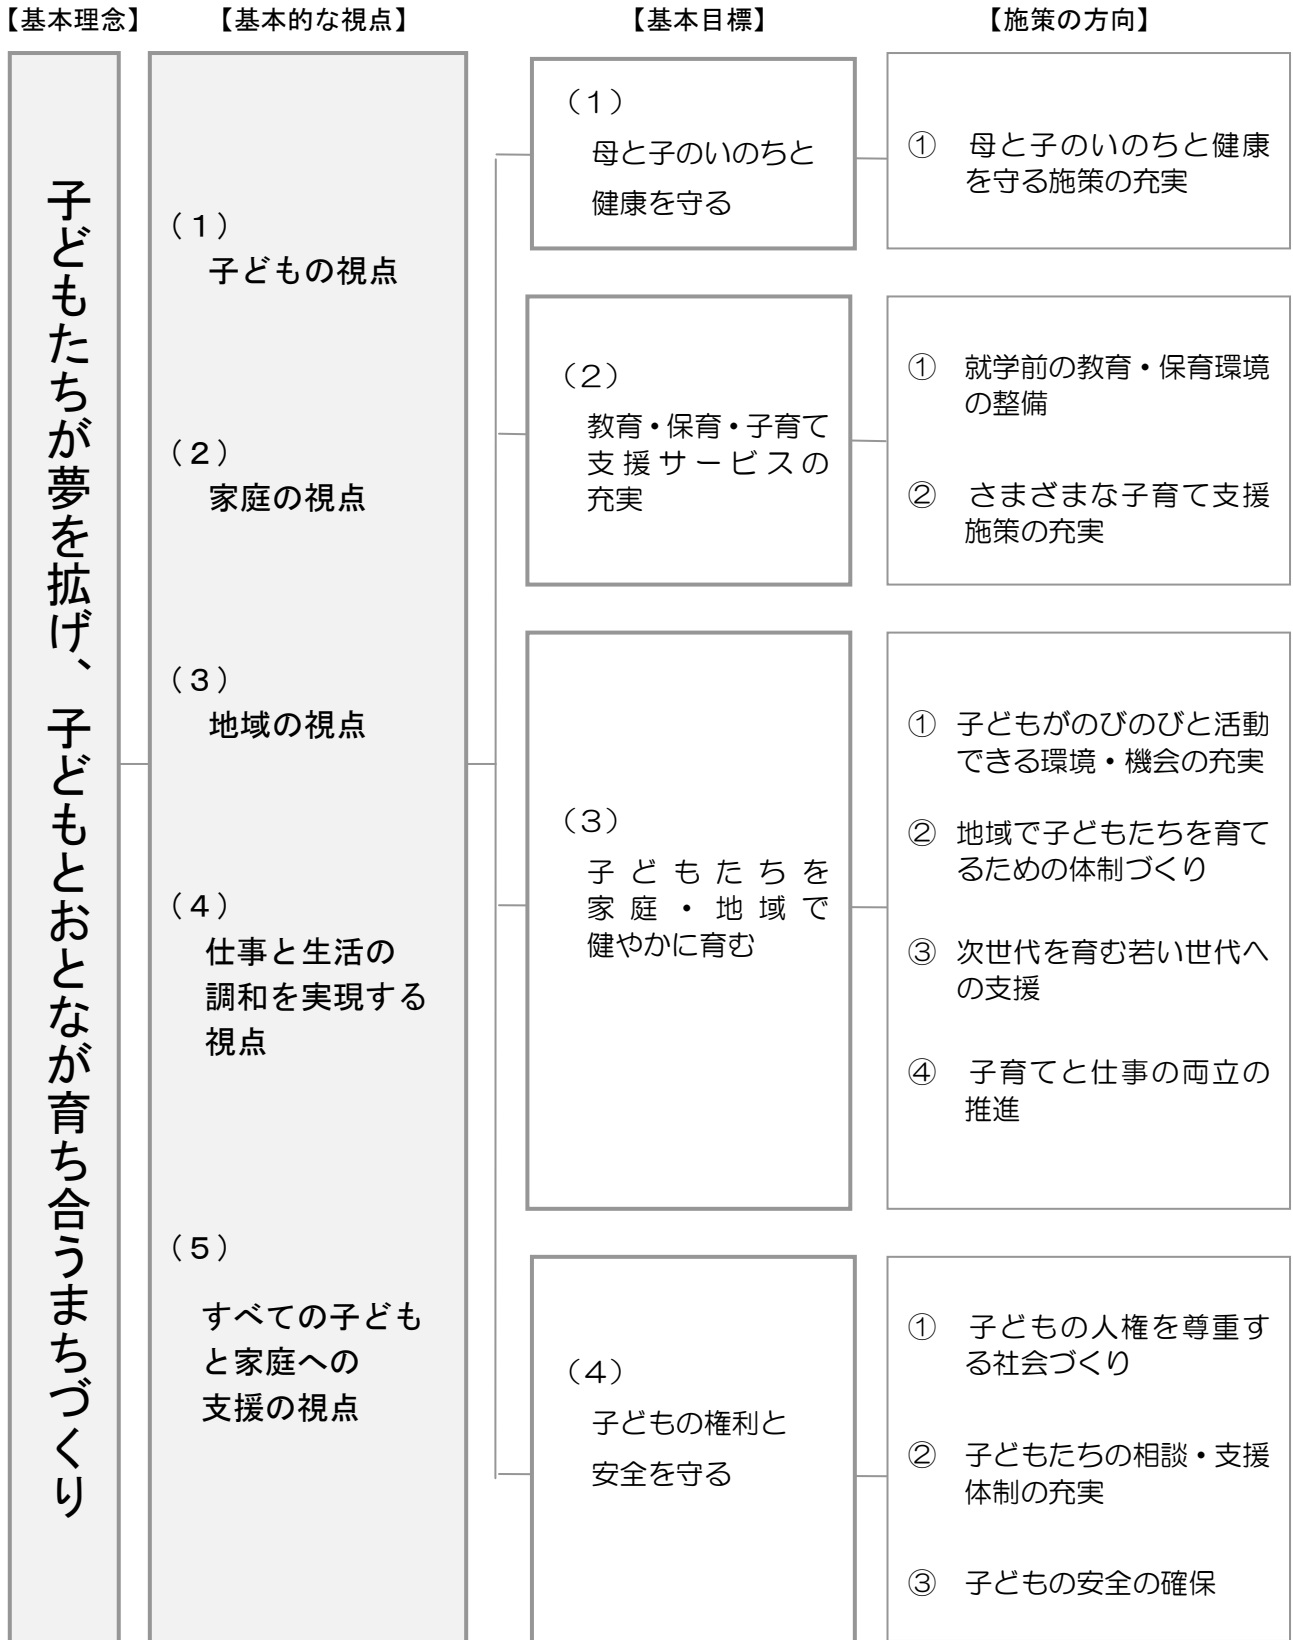 【基本理念】
【基本的な視点】
【基本目標】
【施策の方向】
子どもたちが夢を拡げ、子どもとおとなが育ち合うまちづくり
（１）
子どもの視点
（２）
家庭の視点
（３）
地域の視点
（４）
仕事と生活の
調和を実現する
視点
（５）
すべての子ども
と家庭への
支援の視点
（１）
母と子のいのちと
健康を守る
① 母と子のいのちと健康
を守る施策の充実
（２）
教育・保育・子育て
支援サービスの
充実
① 就学前の教育・保育環境
の整備
② さまざまな子育て支援
施策の充実
（３）
子どもたちを
家庭・地域で
健やかに育む
① 子どもがのびのびと活動
できる環境・機会の充実
② 地域で子どもたちを育て
るための体制づくり
③ 次世代を育む若い世代へ
の支援
④ 子育てと仕事の両立の
推進
（４）
子どもの権利と
安全を守る
① 子どもの人権を尊重す
る社会づくり
② 子どもたちの相談・支援
体制の充実
③ 子どもの安全の確保